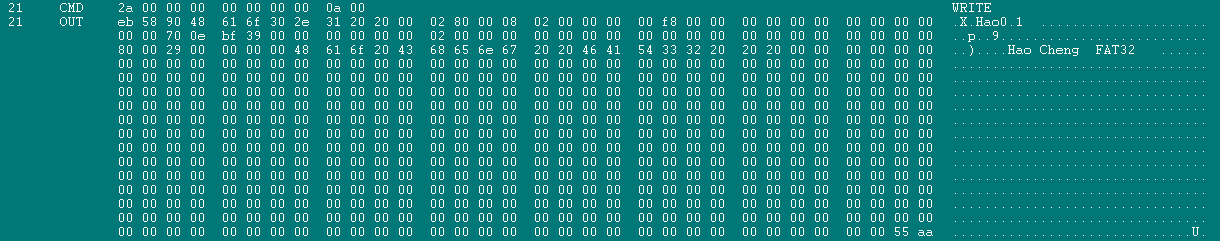 21 CMD 2a 00 00 00 00 00 00 00 0a 00 WRITE
21 OUT eb 58 90 48 61 6f 30 2e 31 20 20 00 02 80 00 08 02 00 00 00 00 f8 00 00 00 00 00 00 00 00 00 00 .X.Hao0.1  .....................
00 00 70 0e bf 39 00 00 00 00 00 00 02 00 00 00 00 00 00 00 00 00 00 00 00 00 00 00 00 00 00 00 ..p..9..........................
80 00 29 00 00 00 00 48 61 6f 20 43 68 65 6e 67 20 20 46 41 54 33 32 20 20 20 00 00 00 00 00 00 ..)....Hao Cheng  FAT32   ......
00 00 00 00 00 00 00 00 00 00 00 00 00 00 00 00 00 00 00 00 00 00 00 00 00 00 00 00 00 00 00 00 ................................
00 00 00 00 00 00 00 00 00 00 00 00 00 00 00 00 00 00 00 00 00 00 00 00 00 00 00 00 00 00 00 00 ................................
00 00 00 00 00 00 00 00 00 00 00 00 00 00 00 00 00 00 00 00 00 00 00 00 00 00 00 00 00 00 00 00 ................................
00 00 00 00 00 00 00 00 00 00 00 00 00 00 00 00 00 00 00 00 00 00 00 00 00 00 00 00 00 00 00 00 ................................
00 00 00 00 00 00 00 00 00 00 00 00 00 00 00 00 00 00 00 00 00 00 00 00 00 00 00 00 00 00 00 00 ................................
00 00 00 00 00 00 00 00 00 00 00 00 00 00 00 00 00 00 00 00 00 00 00 00 00 00 00 00 00 00 00 00 ................................
00 00 00 00 00 00 00 00 00 00 00 00 00 00 00 00 00 00 00 00 00 00 00 00 00 00 00 00 00 00 00 00 ................................
00 00 00 00 00 00 00 00 00 00 00 00 00 00 00 00 00 00 00 00 00 00 00 00 00 00 00 00 00 00 00 00 ................................
00 00 00 00 00 00 00 00 00 00 00 00 00 00 00 00 00 00 00 00 00 00 00 00 00 00 00 00 00 00 00 00 ................................
00 00 00 00 00 00 00 00 00 00 00 00 00 00 00 00 00 00 00 00 00 00 00 00 00 00 00 00 00 00 00 00 ................................
00 00 00 00 00 00 00 00 00 00 00 00 00 00 00 00 00 00 00 00 00 00 00 00 00 00 00 00 00 00 00 00 ................................
00 00 00 00 00 00 00 00 00 00 00 00 00 00 00 00 00 00 00 00 00 00 00 00 00 00 00 00 00 00 00 00 ................................
00 00 00 00 00 00 00 00 00 00 00 00 00 00 00 00 00 00 00 00 00 00 00 00 00 00 00 00 00 00 55 aa ..............................U.